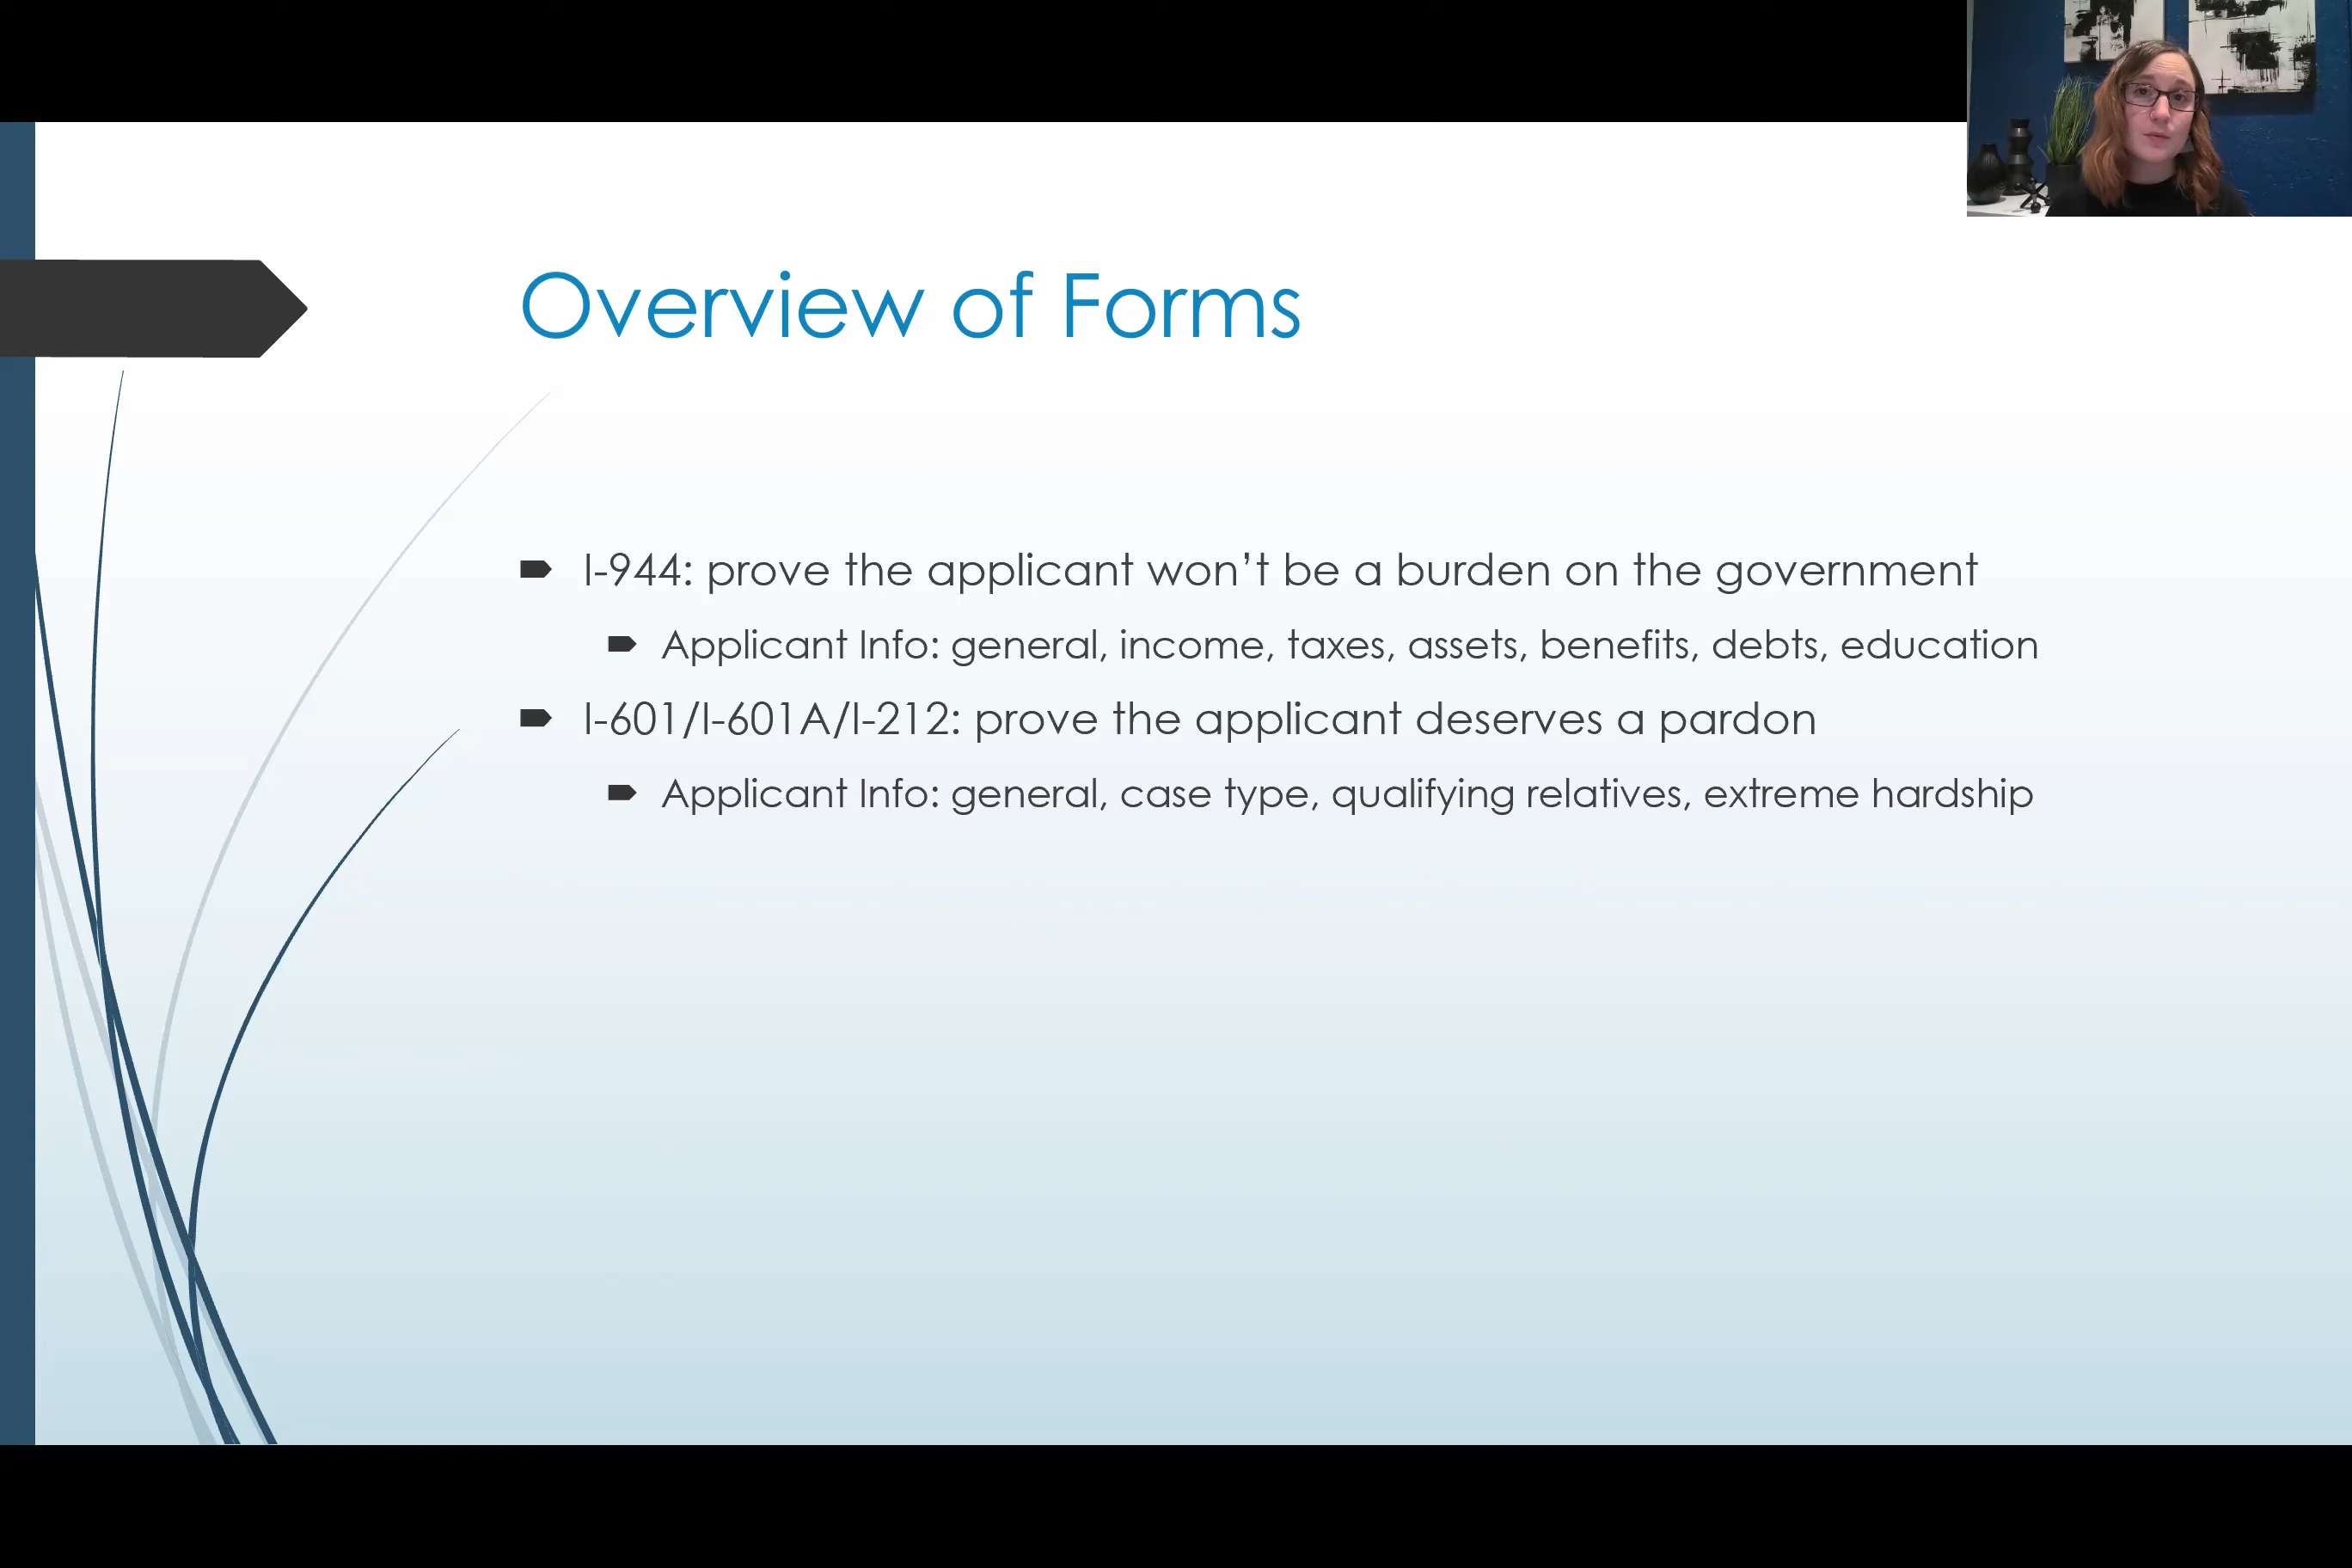 Overview of Forms
I-944: prove the applicant won’t be a burden on the government
Applicant Info: general, income, taxes, assets, benefits, debts, education
I-601/I-601A/I-212: prove the applicant deserves a pardon
Applicant Info: general, case type, qualifying relatives, extreme hardship